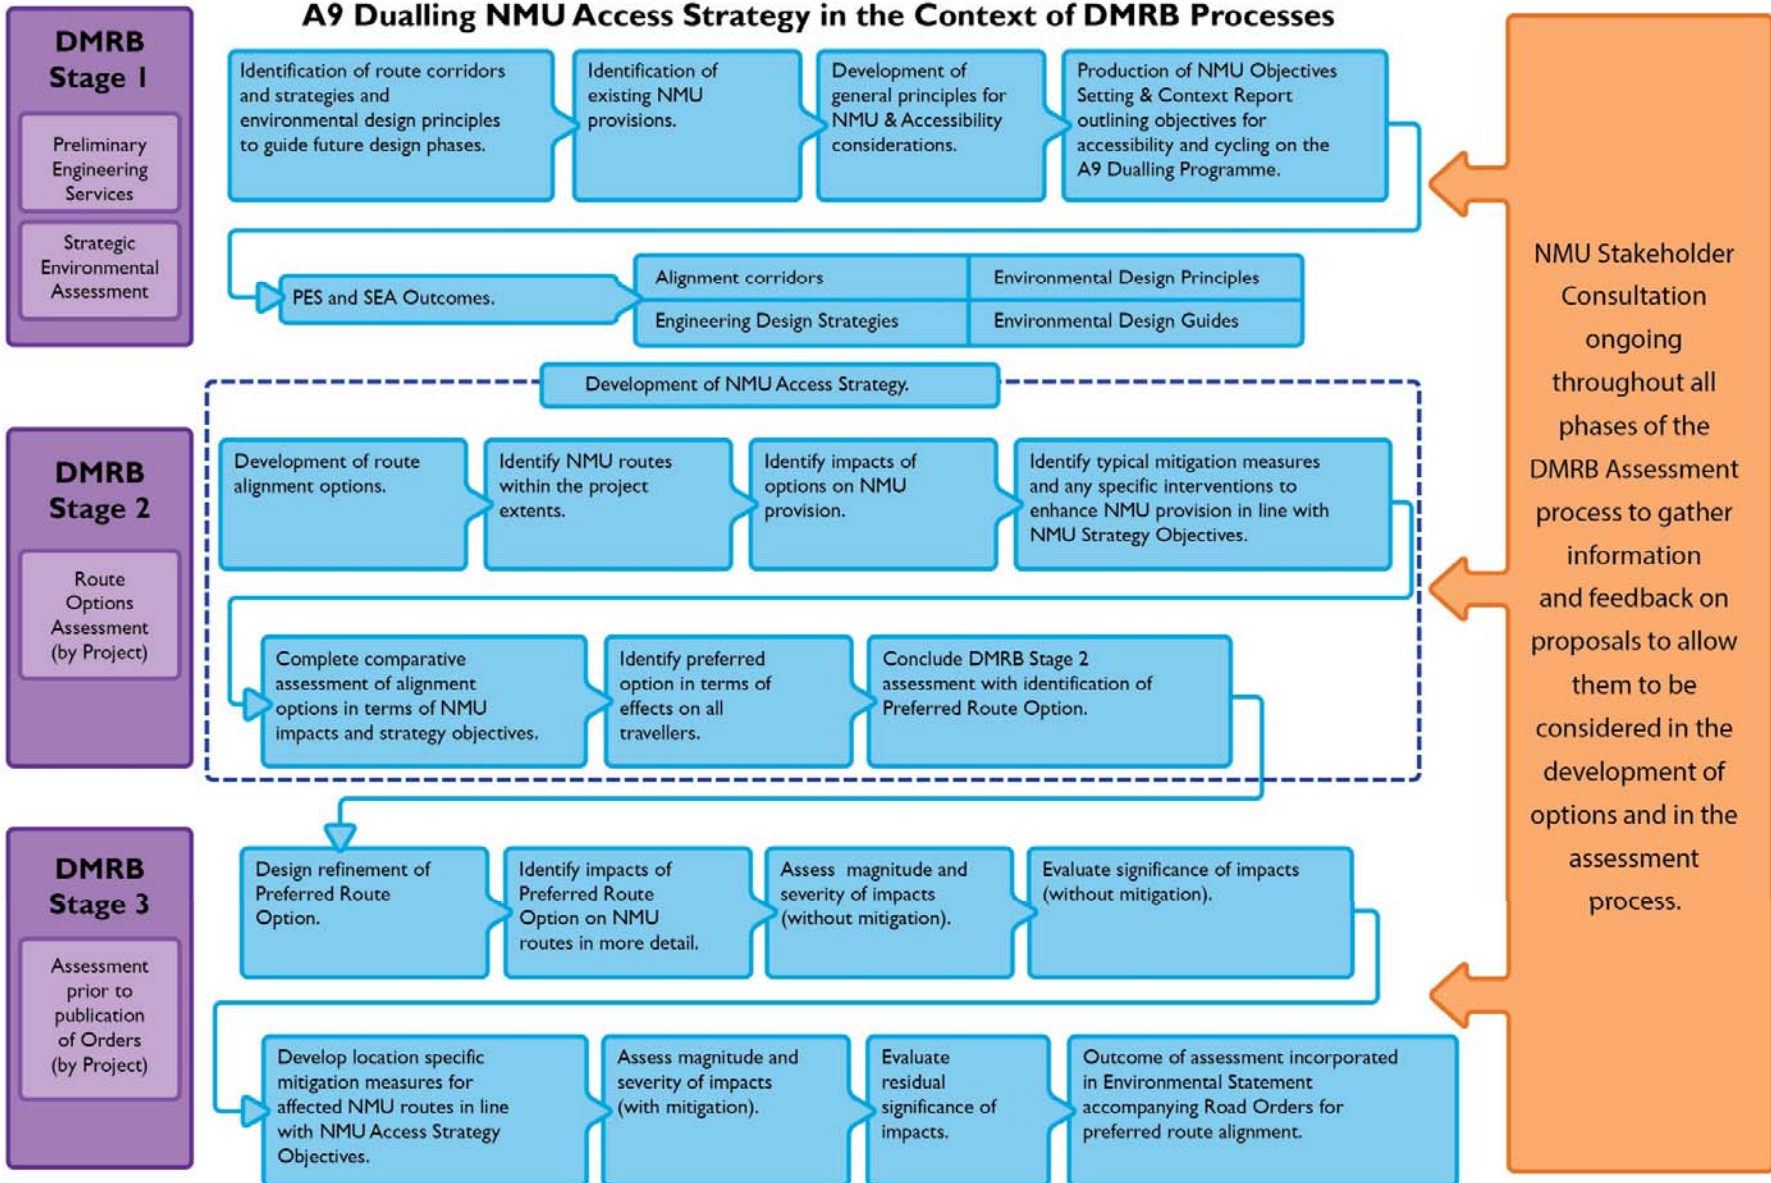 A9 Dualling NMU Access Strategy in the Context of DMRB Processes
DMRB
Stage 1
Preliminary
Engineering
Services
Strategic
Environmental
Assessment
Identification of route corridors
and strategies and
environmental design principles
to guide future design phases.
Identification of
existing NMU
provisions.
Development of
general principles for
NMU & Accessibility
considerations.
Production of NMU Objectives
Setting & Context Report
outlining objectives for
accessibility and cycling on the
A9 Dualling Programme.
PES and SEA Outcomes.
Alignment corridors
Environmental Design Principles
Engineering Design Strategies
Environmental Design Guides
Development of NMU Access Strategy.
DMRB
Stage 2
Route
Options
Assessment
(by Project)
Development of route
alignment options.
Identify NMU routes
within the project
extents.
Identify impacts of
options on NMU
provision.
Identify typical mitigation measures
and any specific interventions to
enhance NMU provision in line with
NMU Strategy Objectives.
Complete comparative
assessment of alignment
options in terms of NMU
impacts and strategy objectives.
Identify preferred
option in terms of
effects on all
travellers.
Conclude DMRB Stage 2
assessment with identification of
Preferred Route Option.
DMRB
Stage 3
Assessment
prior to
publication
of Orders
(by Project)
Design refinement of
Preferred Route
Option.
Identify impacts of
Preferred Route
Option on NMU
routes in more detail.
Assess magnitude and
severity of impacts
(without mitigation).
Evaluate significance of impacts
(without mitigation).
Develop location specific
mitigation measures for
affected NMU routes in line
with NMU Access Strategy
Objectives.
Assess magnitude and
severity of impacts
(with mitigation).
Evaluate
residual
significance of
impacts.
Outcome of assessment incorporated
in Environmental Statement
accompanying Road Orders for
preferred route alignment.
NMU Stakeholder
Consultation
ongoing
throughout all
phases of the
DMRB Assessment
process to gather
information
and feedback on
proposals to allow
them to be
considered in the
development of
options and in the
assessment
process.